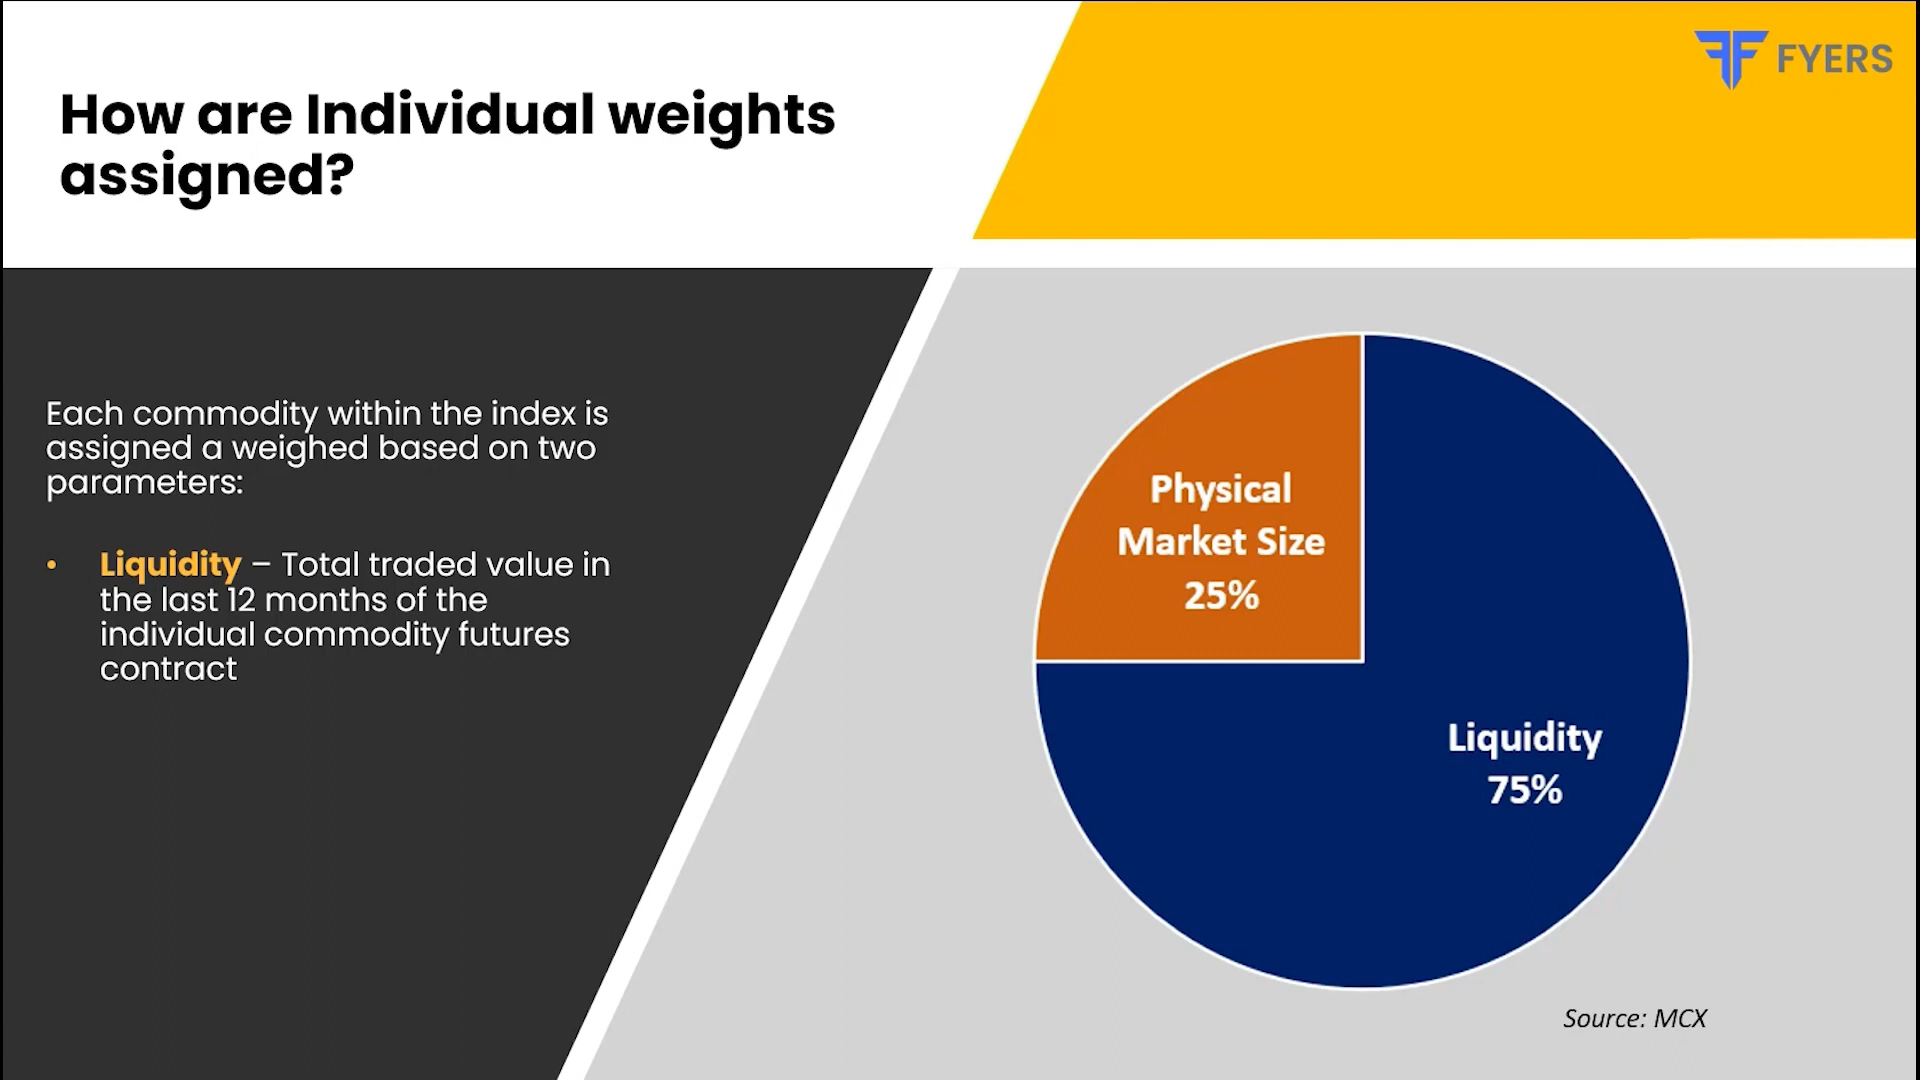 FYERS
How are Individual weights
assigned?
Each commodity within the index is
assigned a weighed based on two
parameters:
• Liquidity – Total traded value in
the last 12 months of the
individual commodity futures
contract
Physical
Market Size
25%
Liquidity
75%
Source: MCX